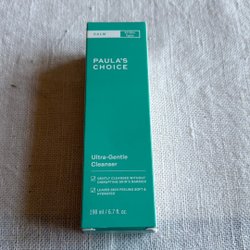 CALM
PAULA'S
CHOICE
Ultra-Gentle
Cleanser
GENTLY CLEANSES WITHOUT
DISRUPTING SKIN'S BARRIER
LEAVES SKIN FEELING SOFT &
HYDRATED
198 ml / 6.7 fl. oz.